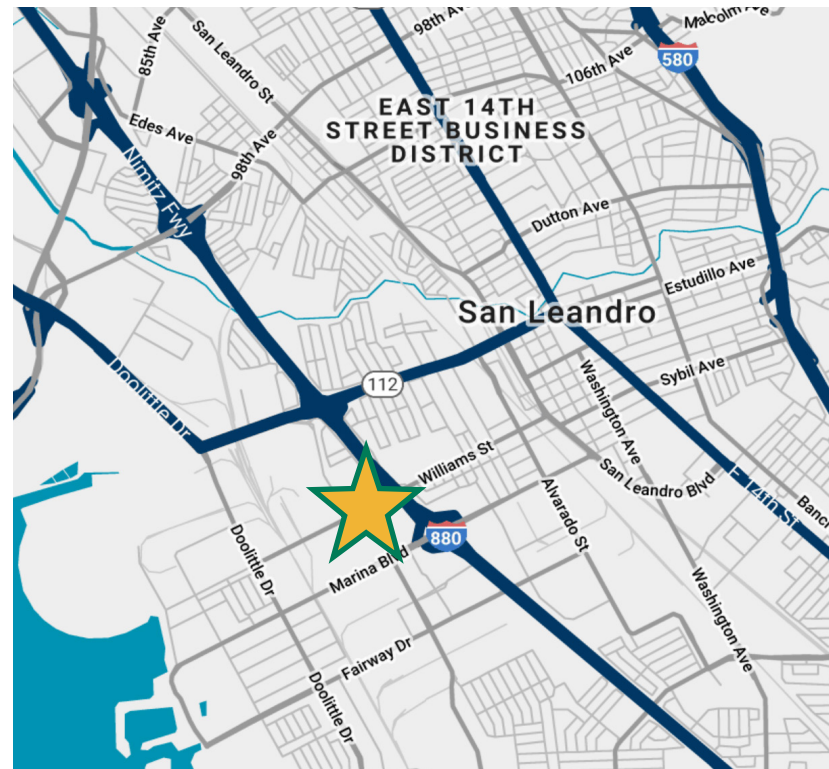 98th Ave
Malcolm Ave
85th Ave
San Leandro St
580
106th Ave
EAST 14TH
STREET BUSINESS
DISTRICT
Edes Ave
98th Ave
Nimitz Fwy
Dutton Ave
Estudillo Ave
San Leandro
Doolittle Dr
112
Sybil Ave
Washington Ave
Williams St
San Leandro Blvd
E 14th St
Alvarado St
Banc
880
Doolittle Dr
Marina Blvd
Washington Ave
Fairway Dr
Doolittle Dr